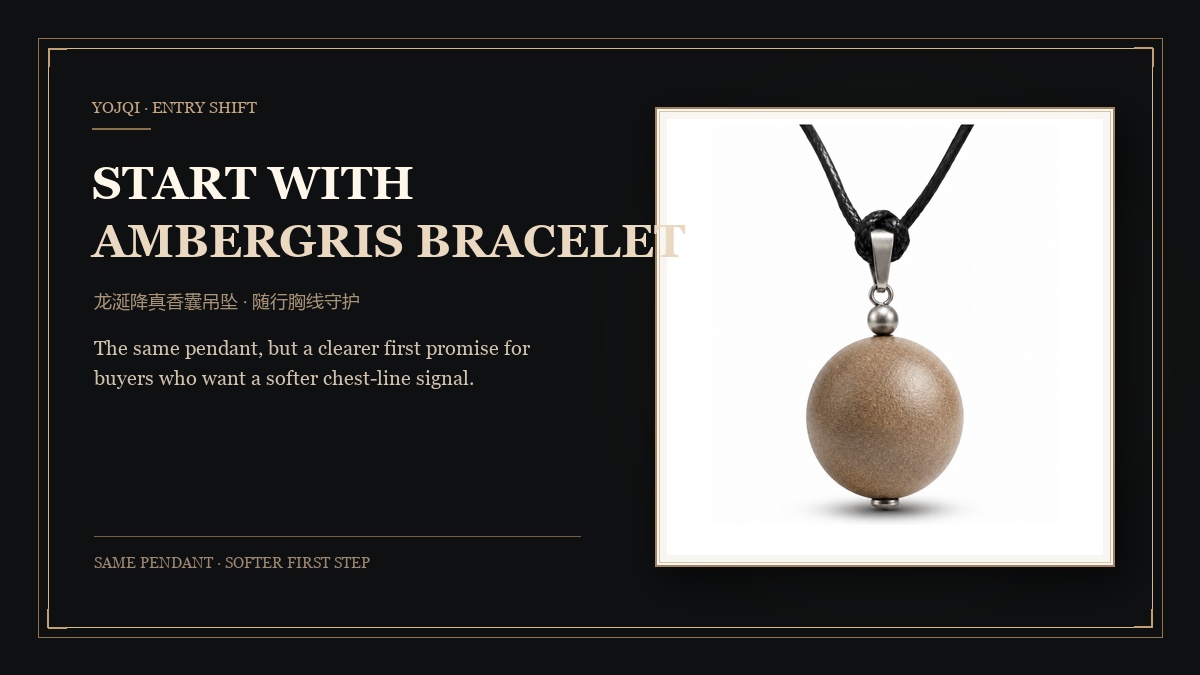 YOJQI · ENTRY SHIFT
START WITH
AMBERGRIS BRACELET
龙涎降真香囊吊坠 · 随行胸线守护
The same pendant, but a clearer first promise for
buyers who want a softer chest-line signal.
SAME PENDANT · SOFTER FIRST STEP